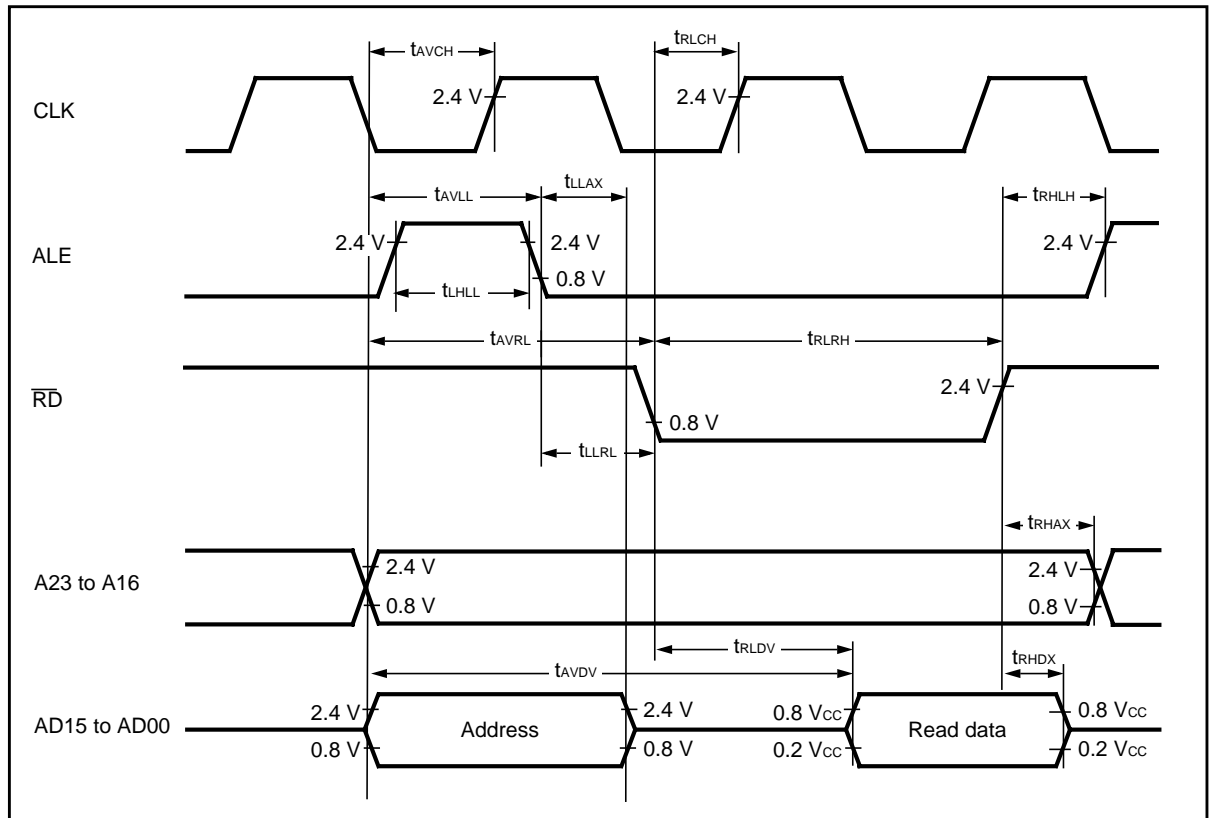 tAVCH tRLCH
CLK 2.4 V 2.4 V
tAVLL tLLAX tRHLH
ALE 2.4 V 2.4 V 2.4 V
0.8 V
tLHLL
tAVRL tRLRH
RD 2.4 V
0.8 V
tLLRL
tRHAX
2.4 V 2.4 V
A23 to A16
0.8 V 0.8 V
tRLDV tRHDX
tAVDV
2.4 V 2.4 V 0.8 VCC 0.8 VCC
AD15 to AD00 Address Read data
0.8 V 0.8 V 0.2 VCC 0.2 VCC